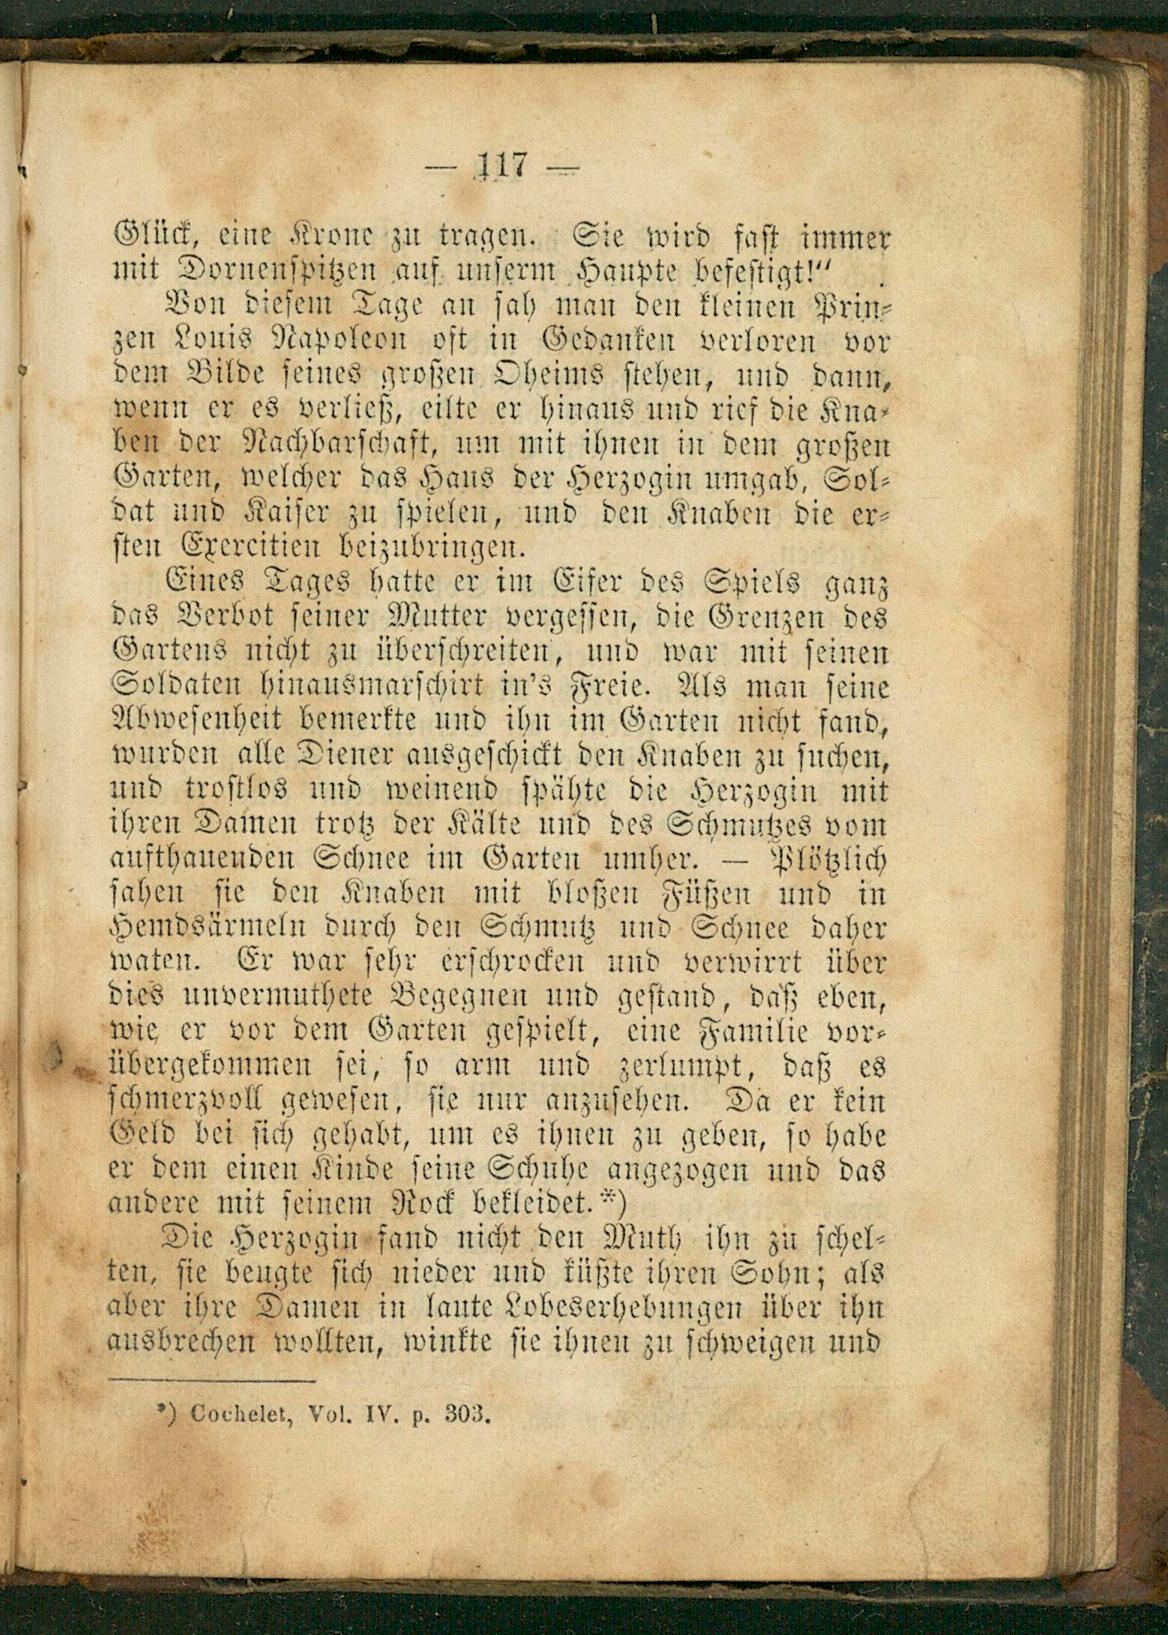 — 117 —
Glück, eine Krone zu tragen. Sie wird fast immer
mit Dornenspitzen auf unserm Haupte befestigt!“
Von diesem Tage an sah man den kleinen Prin-
zen Louis Napoleon oft in Gedanken verloren vor
dem Bilde seines großen Oheims stehen, und dann,
wenn er es verließ, eilte er hinaus und rief die Kna-
ben der Nachbarschaft, um mit ihnen in dem großen
Garten, welcher das Haus der Herzogin umgab, Sol-
dat und Kaiser zu spielen, und den Knaben die er-
sten Exercitien beizubringen.
Eines Tages hatte er im Eifer des Spiels ganz
das Verbot seiner Mutter vergessen, die Grenzen des
Gartens nicht zu überschreiten, und war mit seinen
Soldaten hinausmarschirt in's Freie. Als man seine
Abwesenheit bemerkte und ihn im Garten nicht fand,
wurden alle Diener ausgeschickt den Knaben zu suchen,
und trostlos und weinend spähte die Herzogin mit
ihren Damen trotz der Kälte und des Schmutzes vom
aufthauenden Schnee im Garten umher. — Plötzlich
sahen sie den Knaben mit bloßen Füßen und in
Hemdsärmeln durch den Schmutz und Schnee daher
waten. Er war sehr erschrocken und verwirrt über
dies unvermuthete Begegnen und gestand, daß eben,
wie er vor dem Garten gespielt, eine Familie vor-
übergekommen sei, so arm und zerlumpt, daß es
schmerzvoll gewesen, sie nur anzusehen. Da er kein
Geld bei sich gehabt, um es ihnen zu geben, so habe
er dem einen Kinde seine Schuhe angezogen und das
andere mit seinem Rock bekleidet.*)
Die Herzogin fand nicht den Muth ihn zu schel-
ten, sie beugte sich nieder und küßte ihren Sohn; als
aber ihre Damen in laute Lobeserhebungen über ihn
ausbrechen wollten, winkte sie ihnen zu schweigen und
*) Cochelet, Vol. IV. p. 303.